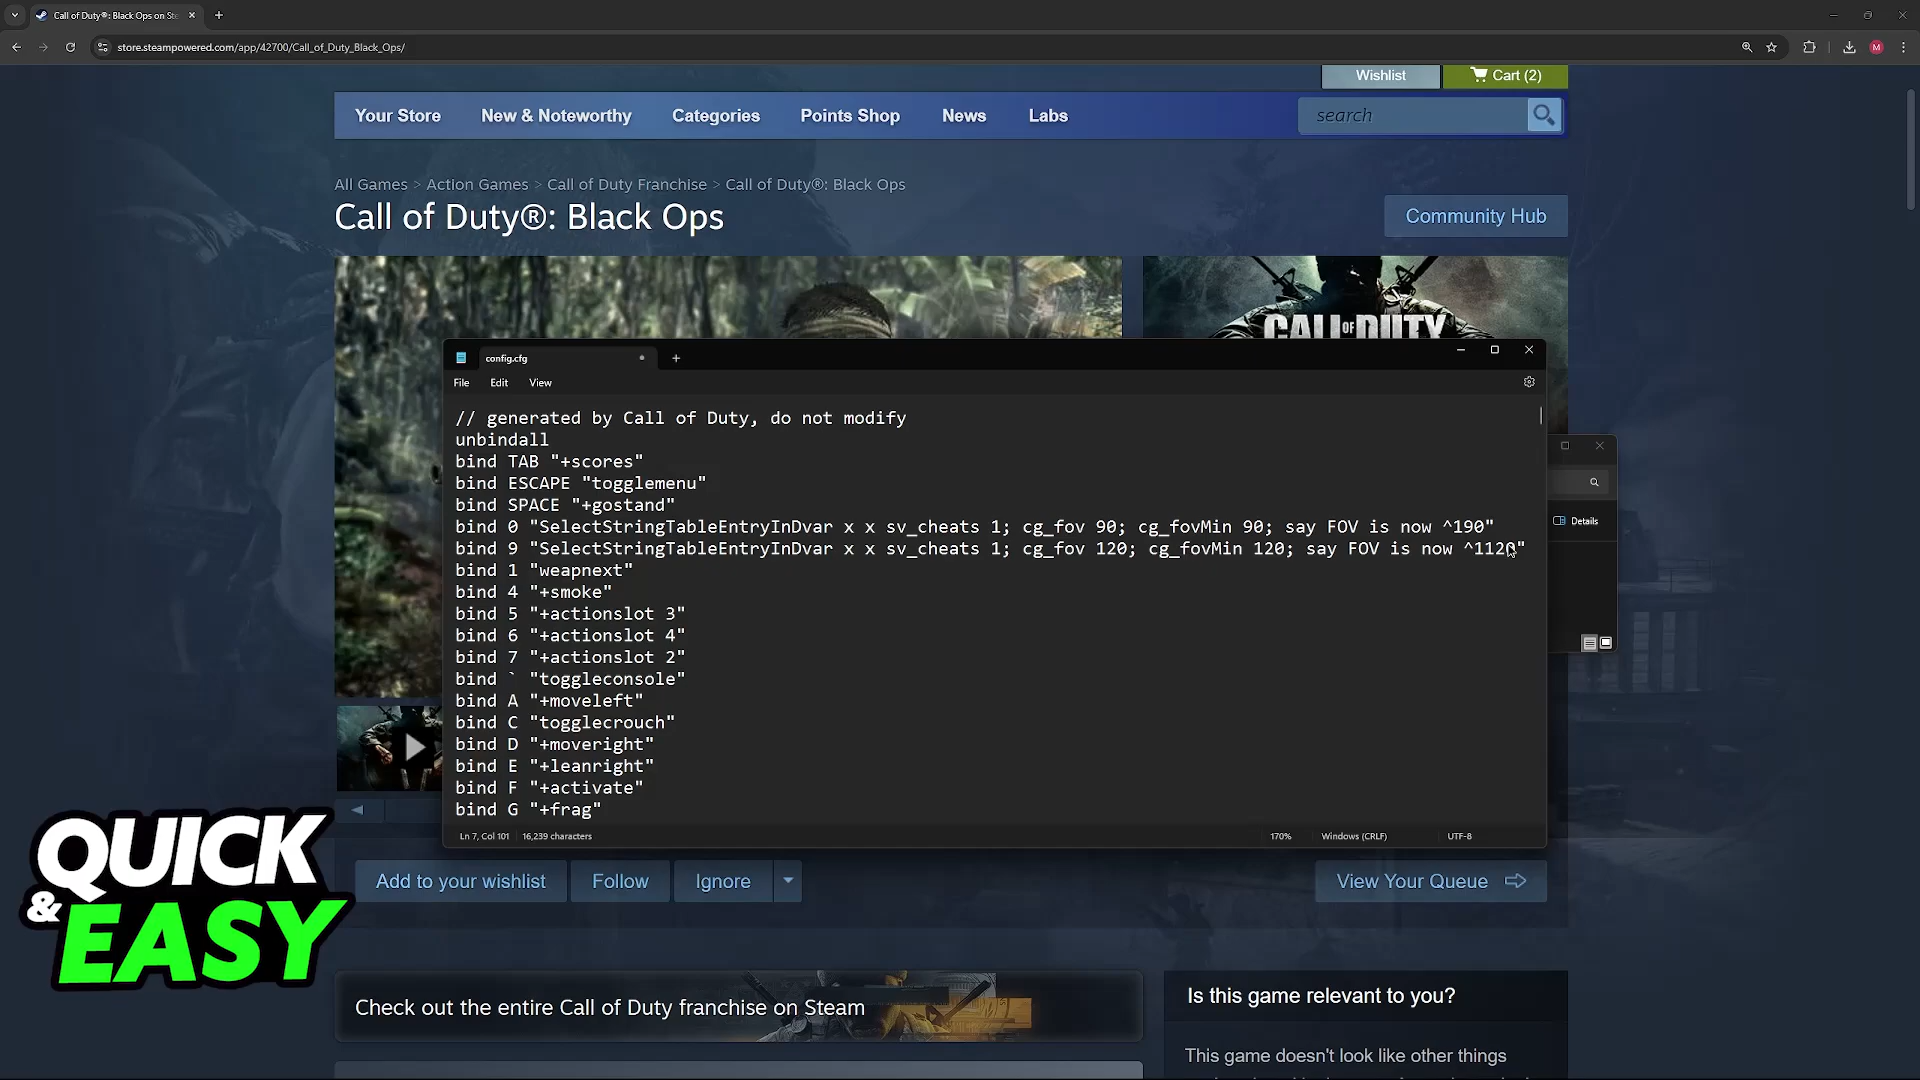 Call of Duty®: Black Ops on Ste
store.steampowered.com/app/42700/Call_of_Duty_Black_Ops/
M
Wishlist
Cart (2)
Your Store
New & Noteworthy
Categories
Points Shop
News
Labs
search
All Games > Action Games > Call of Duty Franchise > Call of Duty®: Black Ops
Call of Duty®: Black Ops
Community Hub
CALL OF DUTY
config.cfg
File
Edit
View
// generated by Call of Duty, do not modify
unbindall
bind TAB "+scores"
bind ESCAPE "togglemenu"
bind SPACE "+gostand"
bind 0 "SelectStringTableEntryInDvar x x sv_cheats 1; cg_fov 90; cg_fovMin 90; say FOV is now ^190"
bind 9 "SelectStringTableEntryInDvar x x sv_cheats 1; cg_fov 120; cg_fovMin 120; say FOV is now ^1120"
bind 1 "weapnext"
bind 4 "+smoke"
bind 5 "+actionslot 3"
bind 6 "+actionslot 4"
bind 7 "+actionslot 2"
bind ` "toggleconsole"
bind A "+moveleft"
bind C "togglecrouch"
bind D "+moveright"
bind E "+leanright"
bind F "+activate"
bind G "+frag"
Ln 7, Col 101
16,239 characters
170%
Windows (CRLF)
UTF-8
Details
QUICK
& EASY
Add to your wishlist
Follow
Ignore
View Your Queue
Check out the entire Call of Duty franchise on Steam
Is this game relevant to you?
This game doesn't look like other things